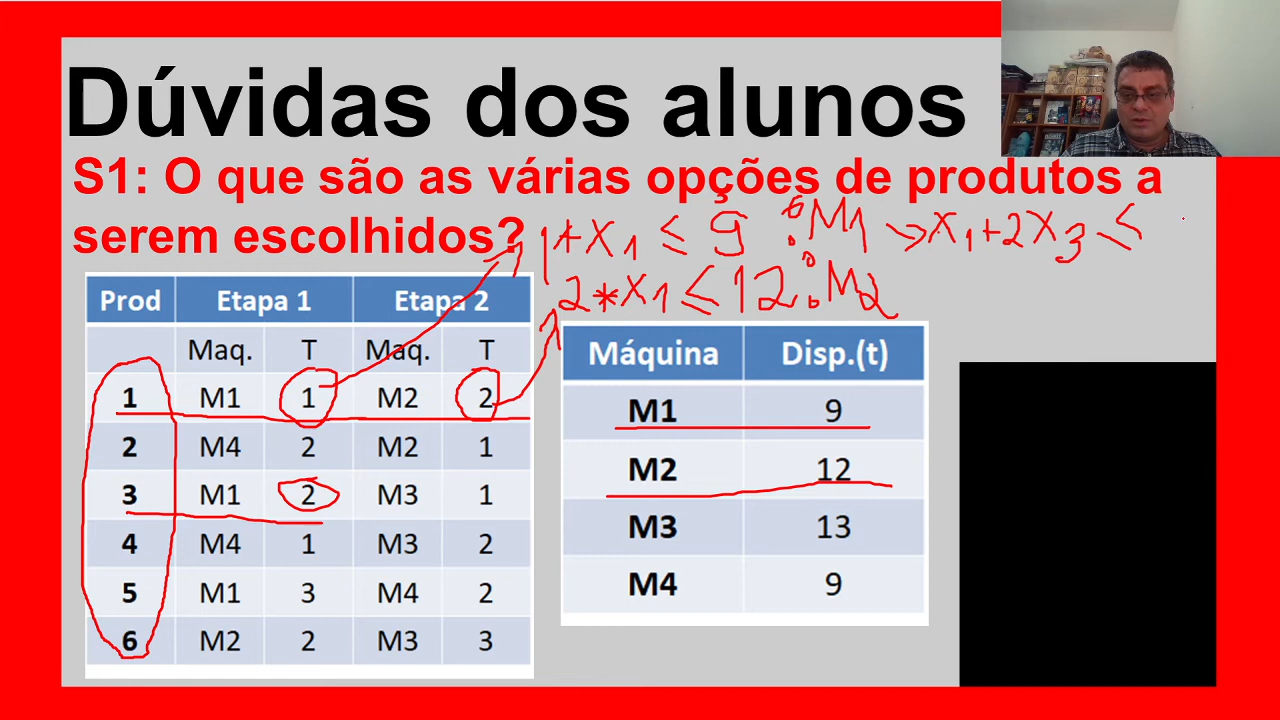 Dúvidas dos alunos
S1: O que são as várias opções de produtos a
serem escolhidos?
1*X1 ≤ 9 : M1 → X1+2X3 ≤
2*X1 ≤ 12 : M2
Prod Etapa 1 Etapa 2
Maq. T Maq. T
1 M1 1 M2 2
2 M4 2 M2 1
3 M1 2 M3 1
4 M4 1 M3 2
5 M1 3 M4 2
6 M2 2 M3 3
Máquina Disp.(t)
M1 9
M2 12
M3 13
M4 9